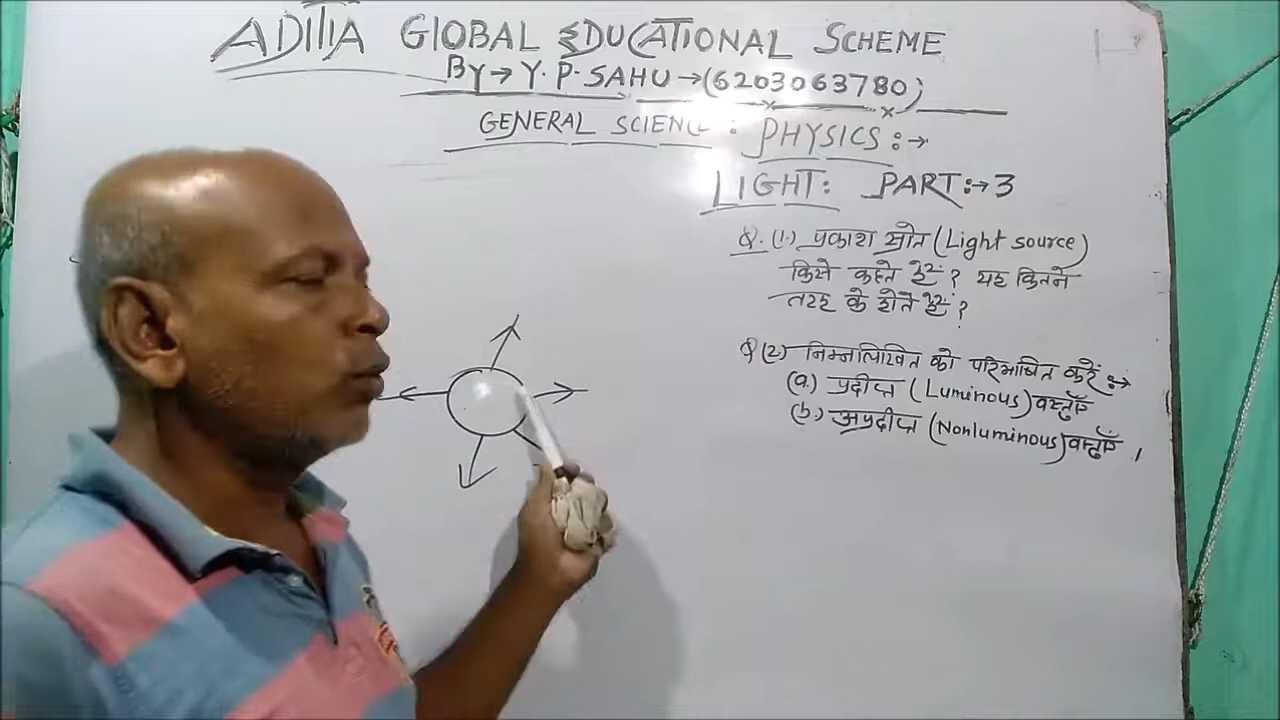 ADITIA GLOBAL EDUCATIONAL SCHEME
BY → Y. P. SAHU → (6203063780)
GENERAL SCIENCE : PHYSICS :→
LIGHT : PART :→ 3
Q. (1.) प्रकाश स्रोत (Light source)
किसे कहते हैं ? यह कितने
तरह के होते हैं ?
Q (2.) निम्नलिखित को परिभाषित करें :→
(a.) प्रदीप्त (Luminous) वस्तुएँ
(b.) अप्रदीप्त (Nonluminous) वस्तुएँ ।